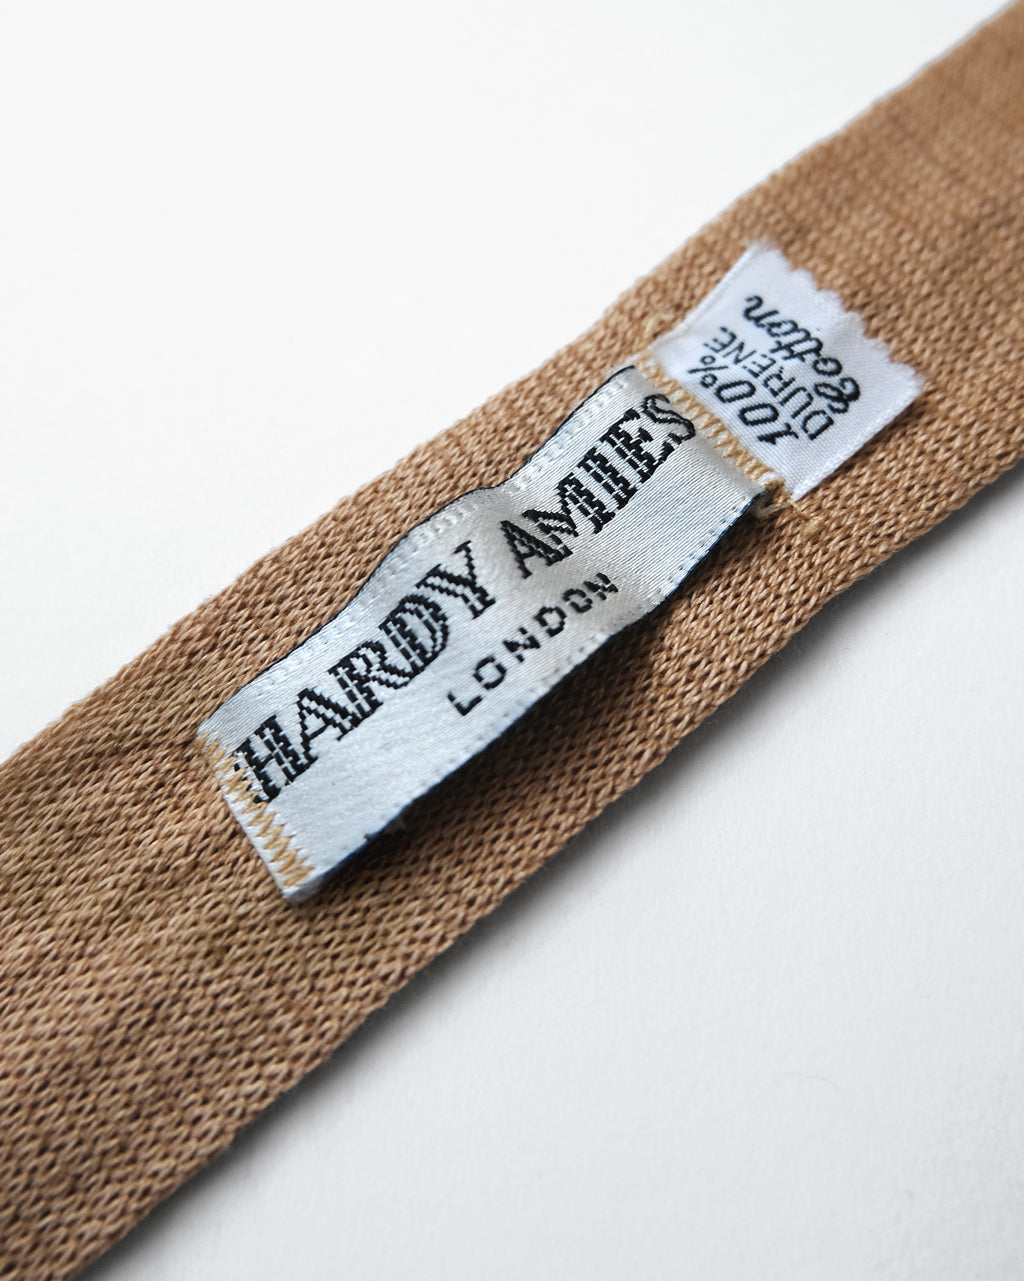 HARDY AMIES
LONDON
100%
DURENE
Cotton